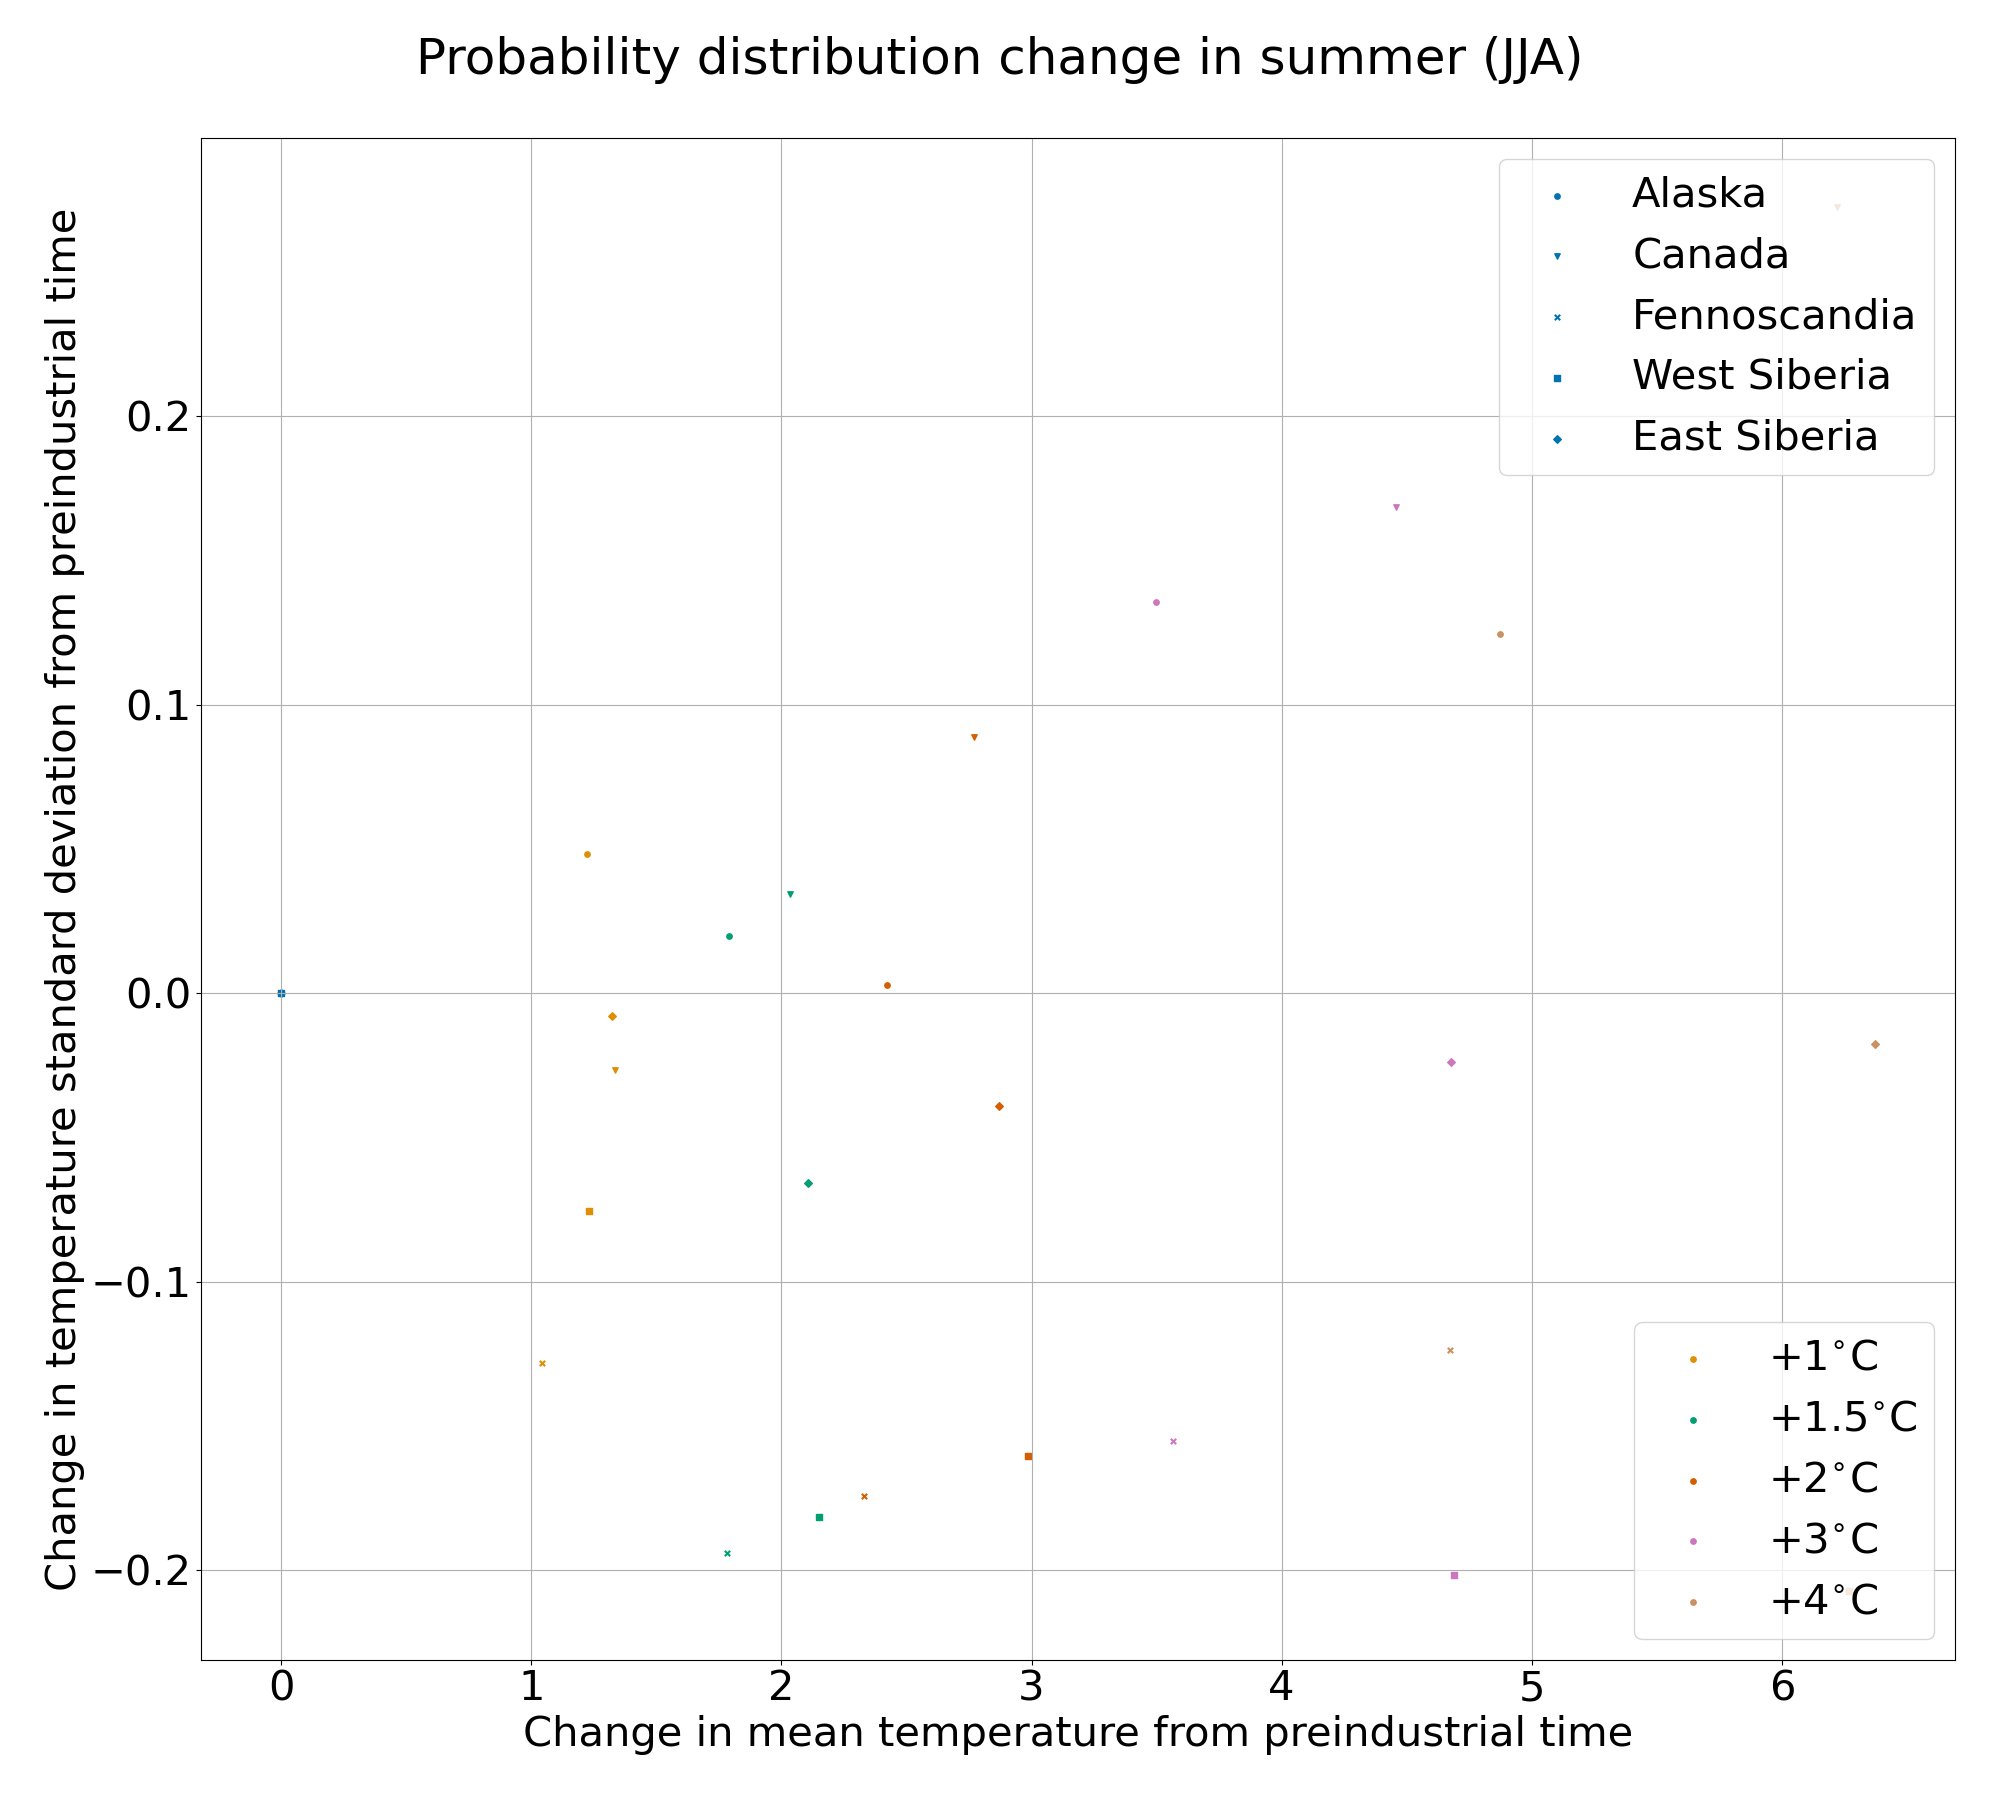 Probability distribution change in summer (JJA)
Change in temperature standard deviation from preindustrial time
0.2
0.1
0.0
−0.1
−0.2
Alaska
Canada
Fennoscandia
West Siberia
East Siberia
+1°C
+1.5°C
+2°C
+3°C
+4°C
0 1 2 3 4 5 6
Change in mean temperature from preindustrial time